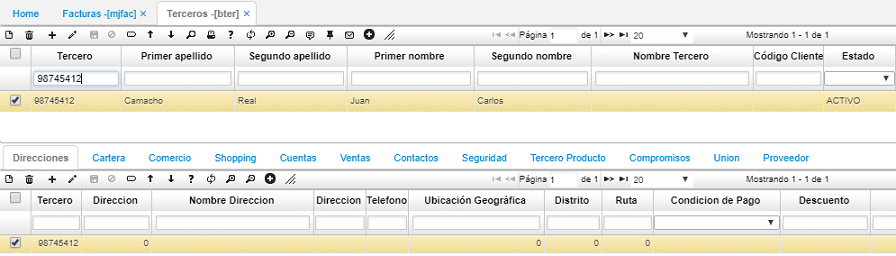 Home Facturas -[mjfac] × Terceros -[bter] ×
Página 1 de 1 20 Mostrando 1 - 1 de 1
Tercero Primer apellido Segundo apellido Primer nombre Segundo nombre Nombre Tercero Código Cliente Estado
98745412
98745412 Camacho Real Juan Carlos ACTIVO
Direcciones Cartera Comercio Shopping Cuentas Ventas Contactos Seguridad Tercero Producto Compromisos Union Proveedor
Página 1 de 1 20 Mostrando 1 - 1 de 1
Tercero Direccion Nombre Direccion Direccion Telefono Ubicación Geográfica Distrito Ruta Condicion de Pago Descuento
98745412 0 0 0 0